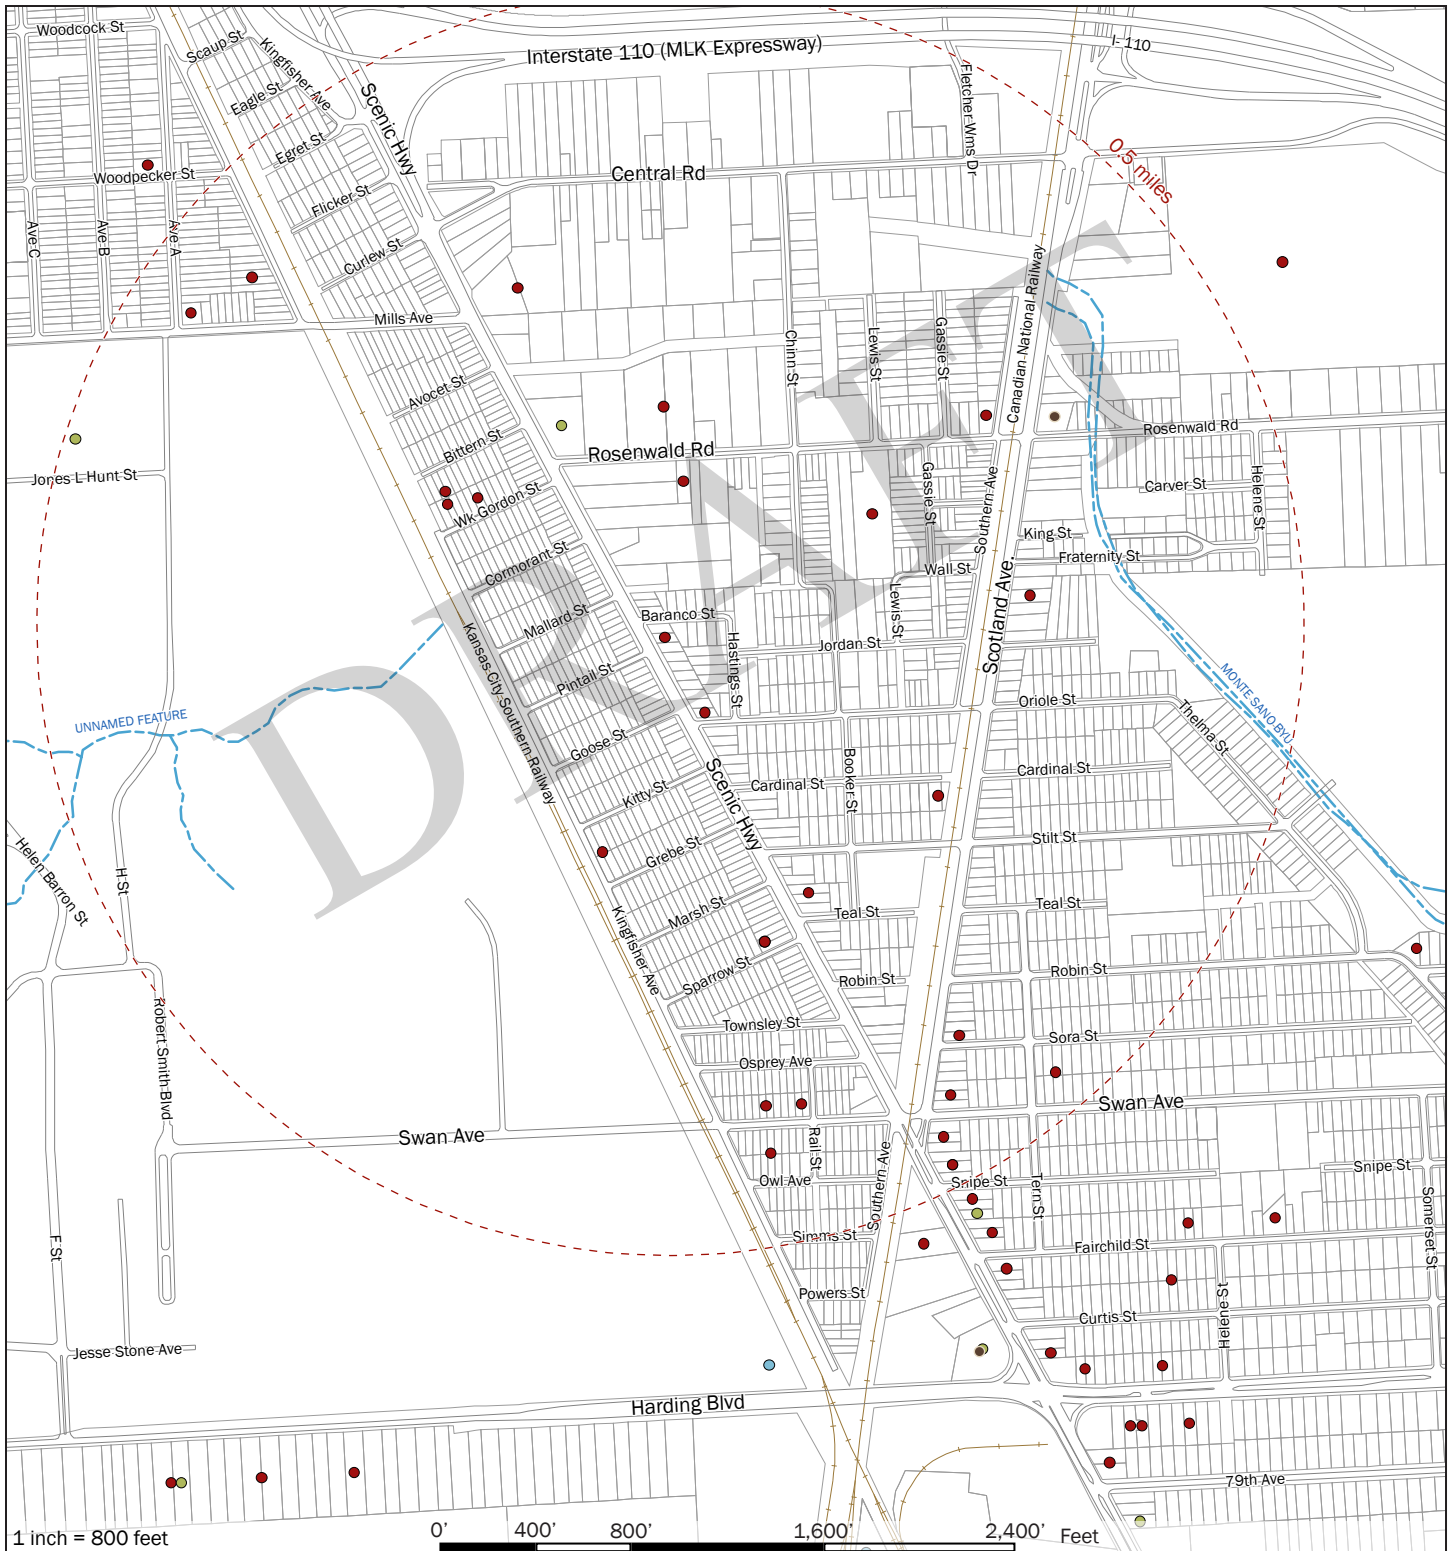 Woodcock St
Scaup St
Kingfisher Ave
Interstate 110 (MLK Expressway)
I- 110
Eagle St
Scenic Hwy
Fletcher Wms Dr
Egret St
0.5 miles
Woodpecker St
Central Rd
Flicker St
Ave C
Ave B
Ave A
Curlew St
Canadian National Railway
Mills Ave
Chinn St
Lewis St
Gassie St
Avocet St
Bittern St
Rosenwald Rd
Rosenwald Rd
Jones L Hunt St
Carver St
Helene St
Wk Gordon St
Gassie St
Southern Ave
King St
Cormorant St
Fraternity St
Wall St
Scotland Ave.
Mallard St
Baranco St
Lewis St
Hastings St
Jordan St
Kansas City Southern Railway
Pintail St
DRAFT
Oriole St
MONTE SANO BYU
UNNAMED FEATURE
Thelma St
Goose St
Booker St
Cardinal St
Cardinal St
Scenic Hwy
Kitty St
Stilt St
Grebe St
Helen Barron St
H St
Marsh St
Teal St
Teal St
Kingfisher Ave
Sparrow St
Robin St
Robin St
Robert Smith Blvd
Townsley St
Sora St
Osprey Ave
Swan Ave
Swan Ave
Rail St
Southern Ave
Snipe St
Owl Ave
Snipe St
Tern St
Somerset St
F St
Simms St
Fairchild St
Powers St
Helene St
Curtis St
Jesse Stone Ave
Harding Blvd
79th Ave
1 inch = 800 feet
0' 400' 800' 1,600' 2,400' Feet